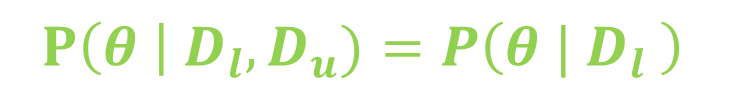 P(θ | D_l, D_u) = P(θ | D_l )